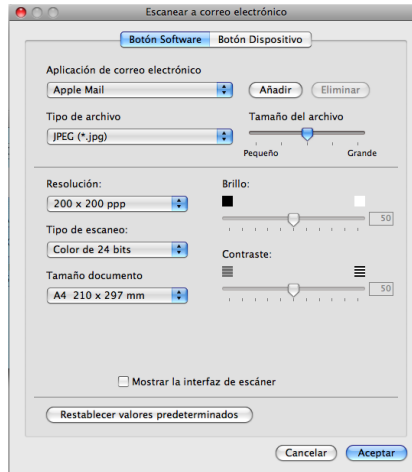 Escanear a correo electrónico
Botón Software Botón Dispositivo
Aplicación de correo electrónico
Apple Mail Añadir Eliminar
Tipo de archivo Tamaño del archivo
JPEG (*.jpg)
Pequeño Grande
Resolución: Brillo:
200 x 200 ppp
50
Tipo de escaneo:
Color de 24 bits
Contraste:
Tamaño documento
A4 210 x 297 mm 50
Mostrar la interfaz de escáner
Restablecer valores predeterminados
Cancelar Aceptar